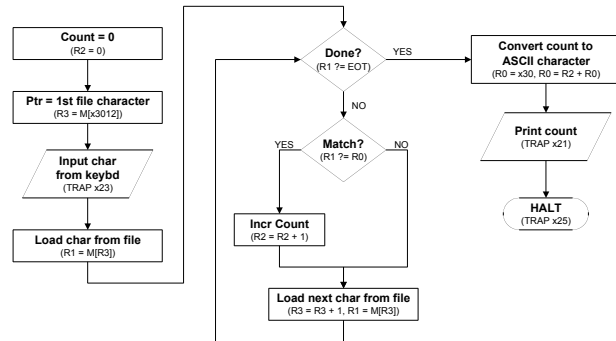 Count = 0
(R2 = 0)
Ptr = 1st file character
(R3 = M[x3012])
Input char
from keybd
(TRAP x23)
Load char from file
(R1 = M[R3])
Done?
(R1 ?= EOT)
YES
NO
Match?
(R1 ?= R0)
YES
NO
Incr Count
(R2 = R2 + 1)
Load next char from file
(R3 = R3 + 1, R1 = M[R3])
Convert count to
ASCII character
(R0 = x30, R0 = R2 + R0)
Print count
(TRAP x21)
HALT
(TRAP x25)